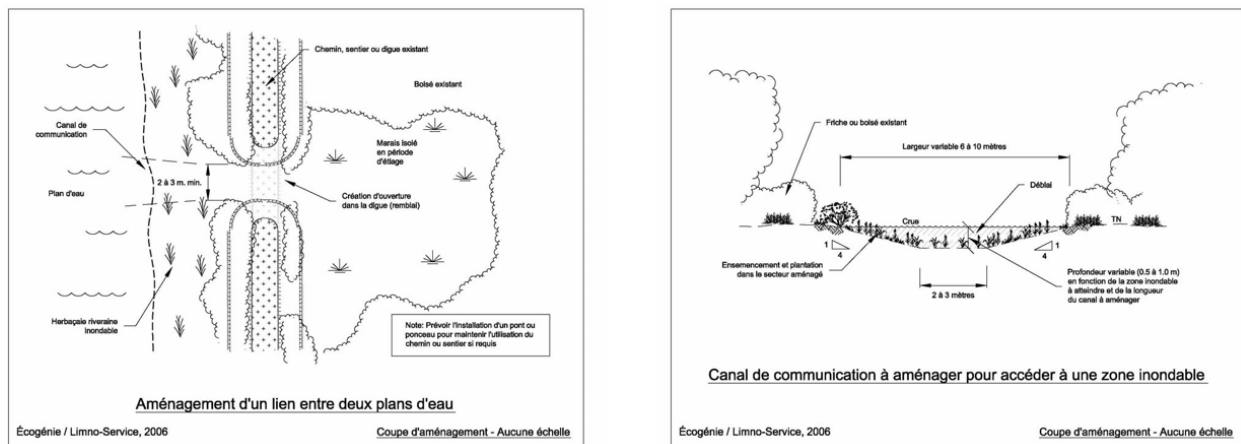 Chemin, sentier ou digue existant
Boisé existant
Canal de
communication
Marais isolé
en période
d'étiage
2 à 3 m. min.
Plan d'eau
Création d'ouverture
dans la digue (remblai)
Herbaçaie riveraine
inondable
Note: Prévoir l'installation d'un pont ou
ponceau pour maintenir l'utilisation du
chemin ou sentier si requis
Aménagement d'un lien entre deux plans d'eau
Écogénie / Limno-Service, 2006
Coupe d'aménagement - Aucune échelle
Friche ou boisé existant
Largeur variable 6 à 10 mètres
Déblai
Crue
TN
1
4
1
4
Ensemencement et plantation
dans le secteur aménagé
2 à 3 mètres
Profondeur variable (0.5 à 1.0 m)
en fonction de la zone inondable
à atteindre et de la longueur
du canal à aménager
Canal de communication à aménager pour accéder à une zone inondable
Écogénie / Limno-Service, 2006
Coupe d'aménagement - Aucune échelle